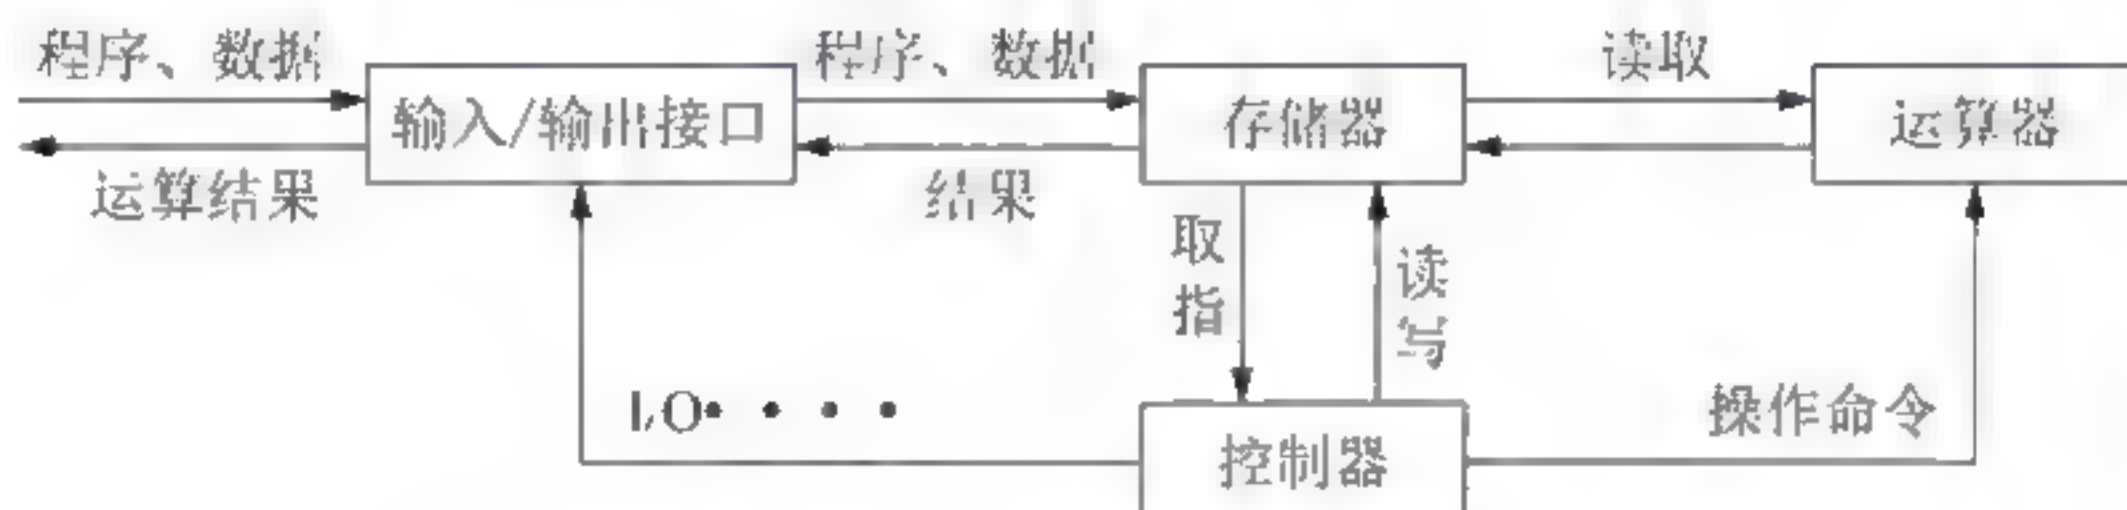 程序、数据
程序、数据
读取
输入/输出接口
存储器
运算器
运算结果
结果
取指
读写
I/O
操作命令
控制器